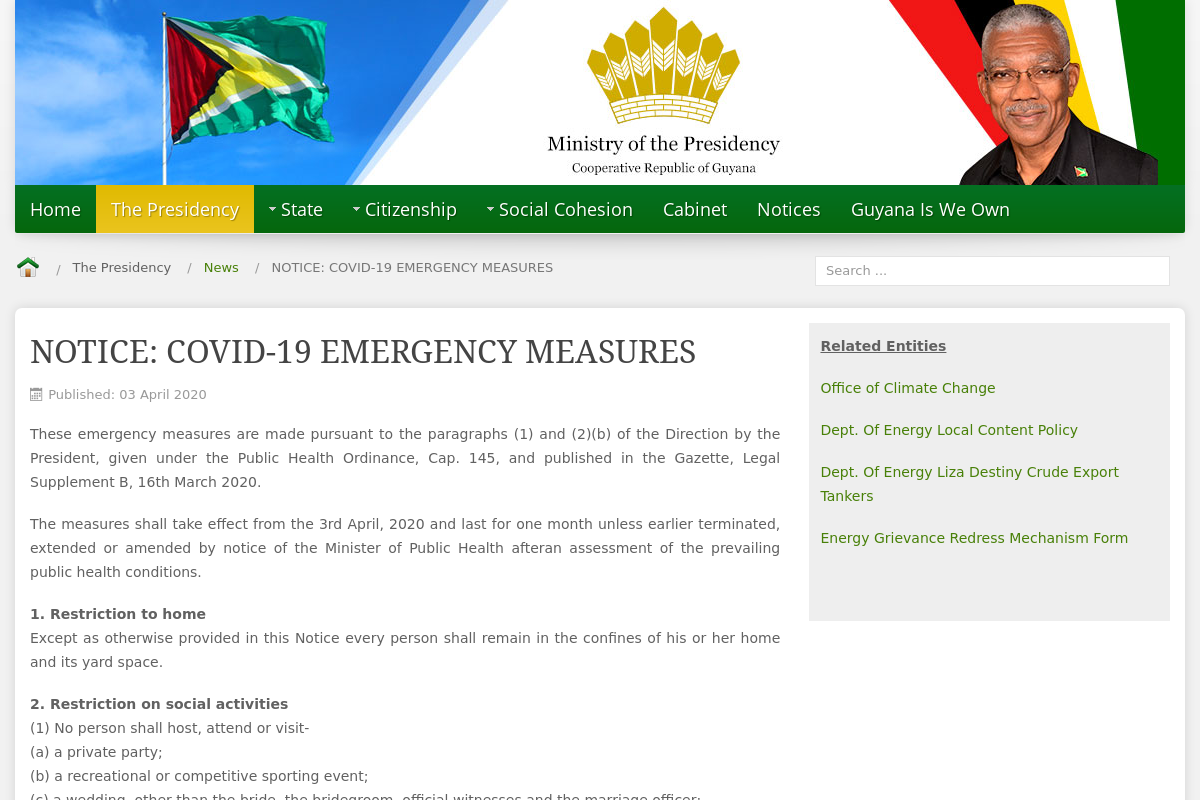 Ministry of the Presidency
Cooperative Republic of Guyana
Home
The Presidency
State
Citizenship
Social Cohesion
Cabinet
Notices
Guyana Is We Own
/ The Presidency / News / NOTICE: COVID-19 EMERGENCY MEASURES
Search ...
NOTICE: COVID-19 EMERGENCY MEASURES
Published: 03 April 2020
These emergency measures are made pursuant to the paragraphs (1) and (2)(b) of the Direction by the
President, given under the Public Health Ordinance, Cap. 145, and published in the Gazette, Legal
Supplement B, 16th March 2020.
The measures shall take effect from the 3rd April, 2020 and last for one month unless earlier terminated,
extended or amended by notice of the Minister of Public Health afteran assessment of the prevailing
public health conditions.
1. Restriction to home
Except as otherwise provided in this Notice every person shall remain in the confines of his or her home
and its yard space.
2. Restriction on social activities
(1) No person shall host, attend or visit-
(a) a private party;
(b) a recreational or competitive sporting event;
(c) a wedding, other than the bride, the bridegroom, official witnesses and the marriage officer;
Related Entities
Office of Climate Change
Dept. Of Energy Local Content Policy
Dept. Of Energy Liza Destiny Crude Export
Tankers
Energy Grievance Redress Mechanism Form